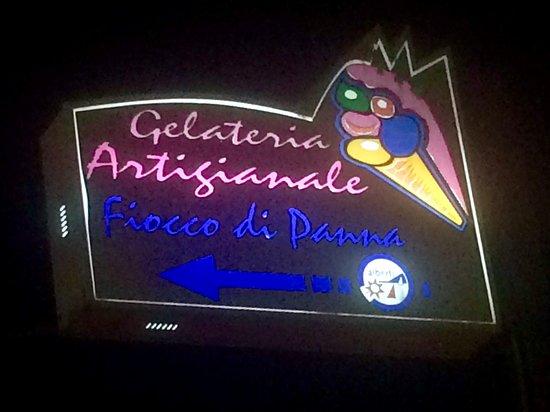 Gelateria
Artigianale
Fiocco di Panna